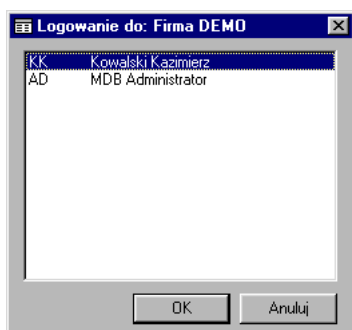 Logowanie do: Firma DEMO
KK Kowalski Kazimierz
AD MDB Administrator
OK Anuluj